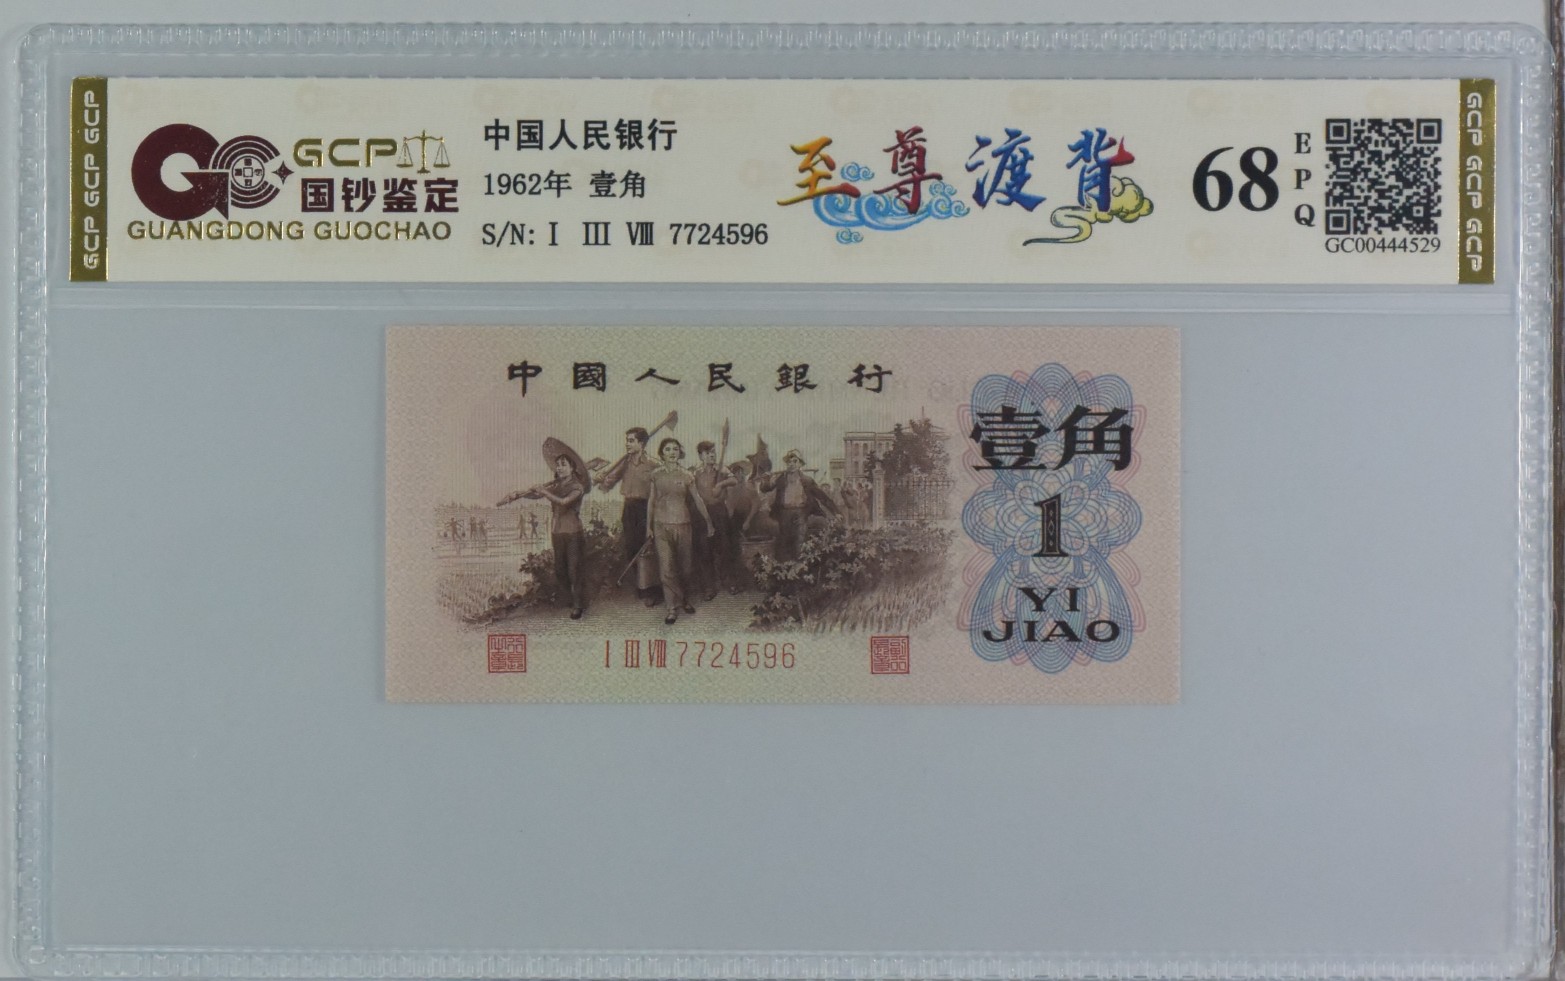 GCP GCP GCP
GCP
国钞鉴定
GUANGDONG GUOCHAO
中国人民银行
1962年 壹角
S/N: I III VIII 7724596
至尊渡背
68
E
P
Q
GC00444529
GCP GCP GCP
中國人民銀行
壹角
1
YI
JIAO
I III VIII 7724596